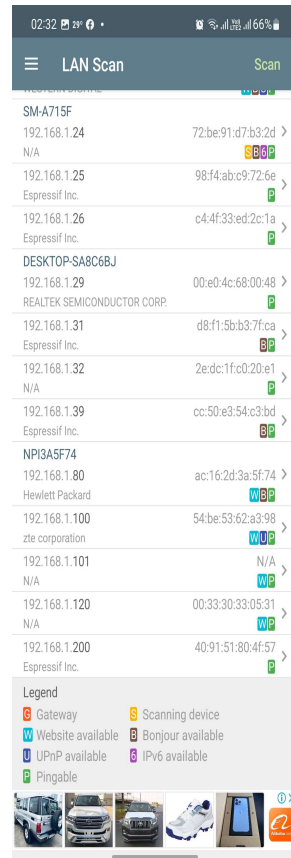 02:32 29° •
66%
LAN Scan
Scan
WESTERN DIGITAL
W B U P
SM-A715F
192.168.1.24 72:be:91:d7:b3:2d
N/A S B 6 P
192.168.1.25 98:f4:ab:c9:72:6e
Espressif Inc. P
192.168.1.26 c4:4f:33:ed:2c:1a
Espressif Inc. P
DESKTOP-SA8C6BJ
192.168.1.29 00:e0:4c:68:00:48
REALTEK SEMICONDUCTOR CORP. P
192.168.1.31 d8:f1:5b:b3:7f:ca
Espressif Inc. B P
192.168.1.32 2e:dc:1f:c0:20:e1
N/A P
192.168.1.39 cc:50:e3:54:c3:bd
Espressif Inc. B P
NPI3A5F74
192.168.1.80 ac:16:2d:3a:5f:74
Hewlett Packard W B P
192.168.1.100 54:be:53:62:a3:98
zte corporation W U P
192.168.1.101 N/A
N/A W P
192.168.1.120 00:33:30:33:05:31
N/A W P
192.168.1.200 40:91:51:80:4f:57
Espressif Inc. P
Legend
G Gateway S Scanning device
W Website available B Bonjour available
U UPnP available 6 IPv6 available
P Pingable